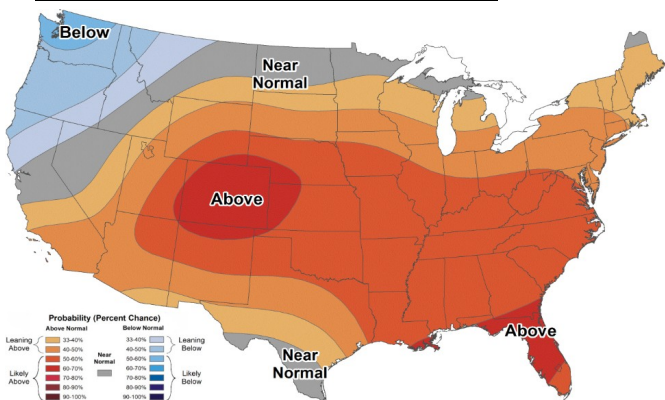 Below
Near
Normal
Above
Above
Near
Normal
Probability (Percent Chance)
Above Normal
Below Normal
Leaning
Above
Likely
Above
33-40%
40-50%
50-60%
60-70%
70-80%
80-90%
90-100%
Near
Normal
33-40%
40-50%
50-60%
60-70%
70-80%
80-90%
90-100%
Leaning
Below
Likely
Below